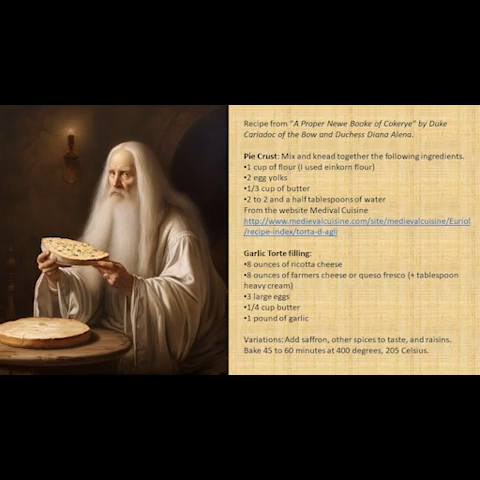 Recipe from "A Proper Newe Booke of Cokerye" by Duke
Cariadoc of the Bow and Duchess Diana Alena.
Pie Crust: Mix and knead together the following ingredients.
•1 cup of flour (I used einkorn flour)
•2 egg yolks
•1/3 cup of butter
•2 to 2 and a half tablespoons of water
From the website Medival Cuisine
http://www.medievalcuisine.com/site/medievalcuisine/Euriol
/recipe-index/torta-d-agli
Garlic Torte filling:
•8 ounces of ricotta cheese
•8 ounces of farmers cheese or queso fresco (+ tablespoon
heavy cream)
•3 large eggs
•1/4 cup butter
•1 pound of garlic
Variations: Add saffron, other spices to taste, and raisins.
Bake 45 to 60 minutes at 400 degrees, 205 Celsius.